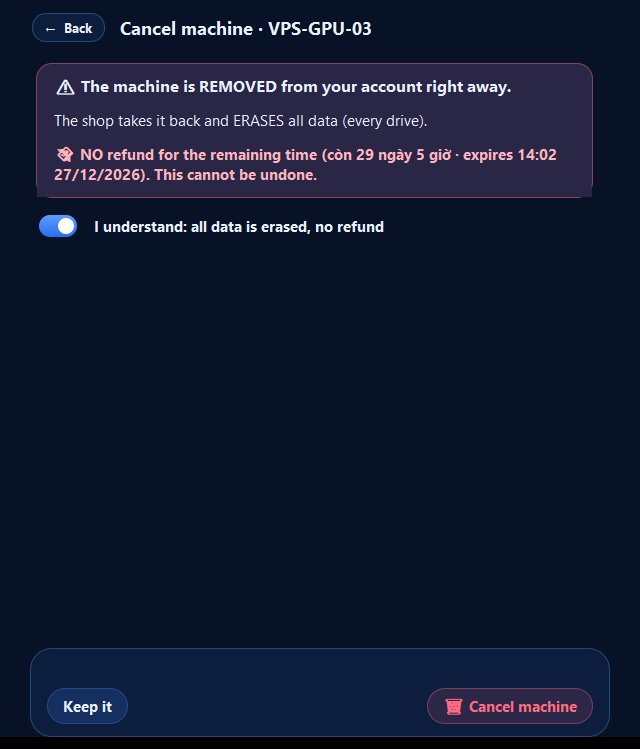 ← Back
Cancel machine · VPS-GPU-03
⚠ The machine is REMOVED from your account right away.
The shop takes it back and ERASES all data (every drive).
NO refund for the remaining time (còn 29 ngày 5 giờ · expires 14:02
27/12/2026). This cannot be undone.
I understand: all data is erased, no refund
Keep it
Cancel machine